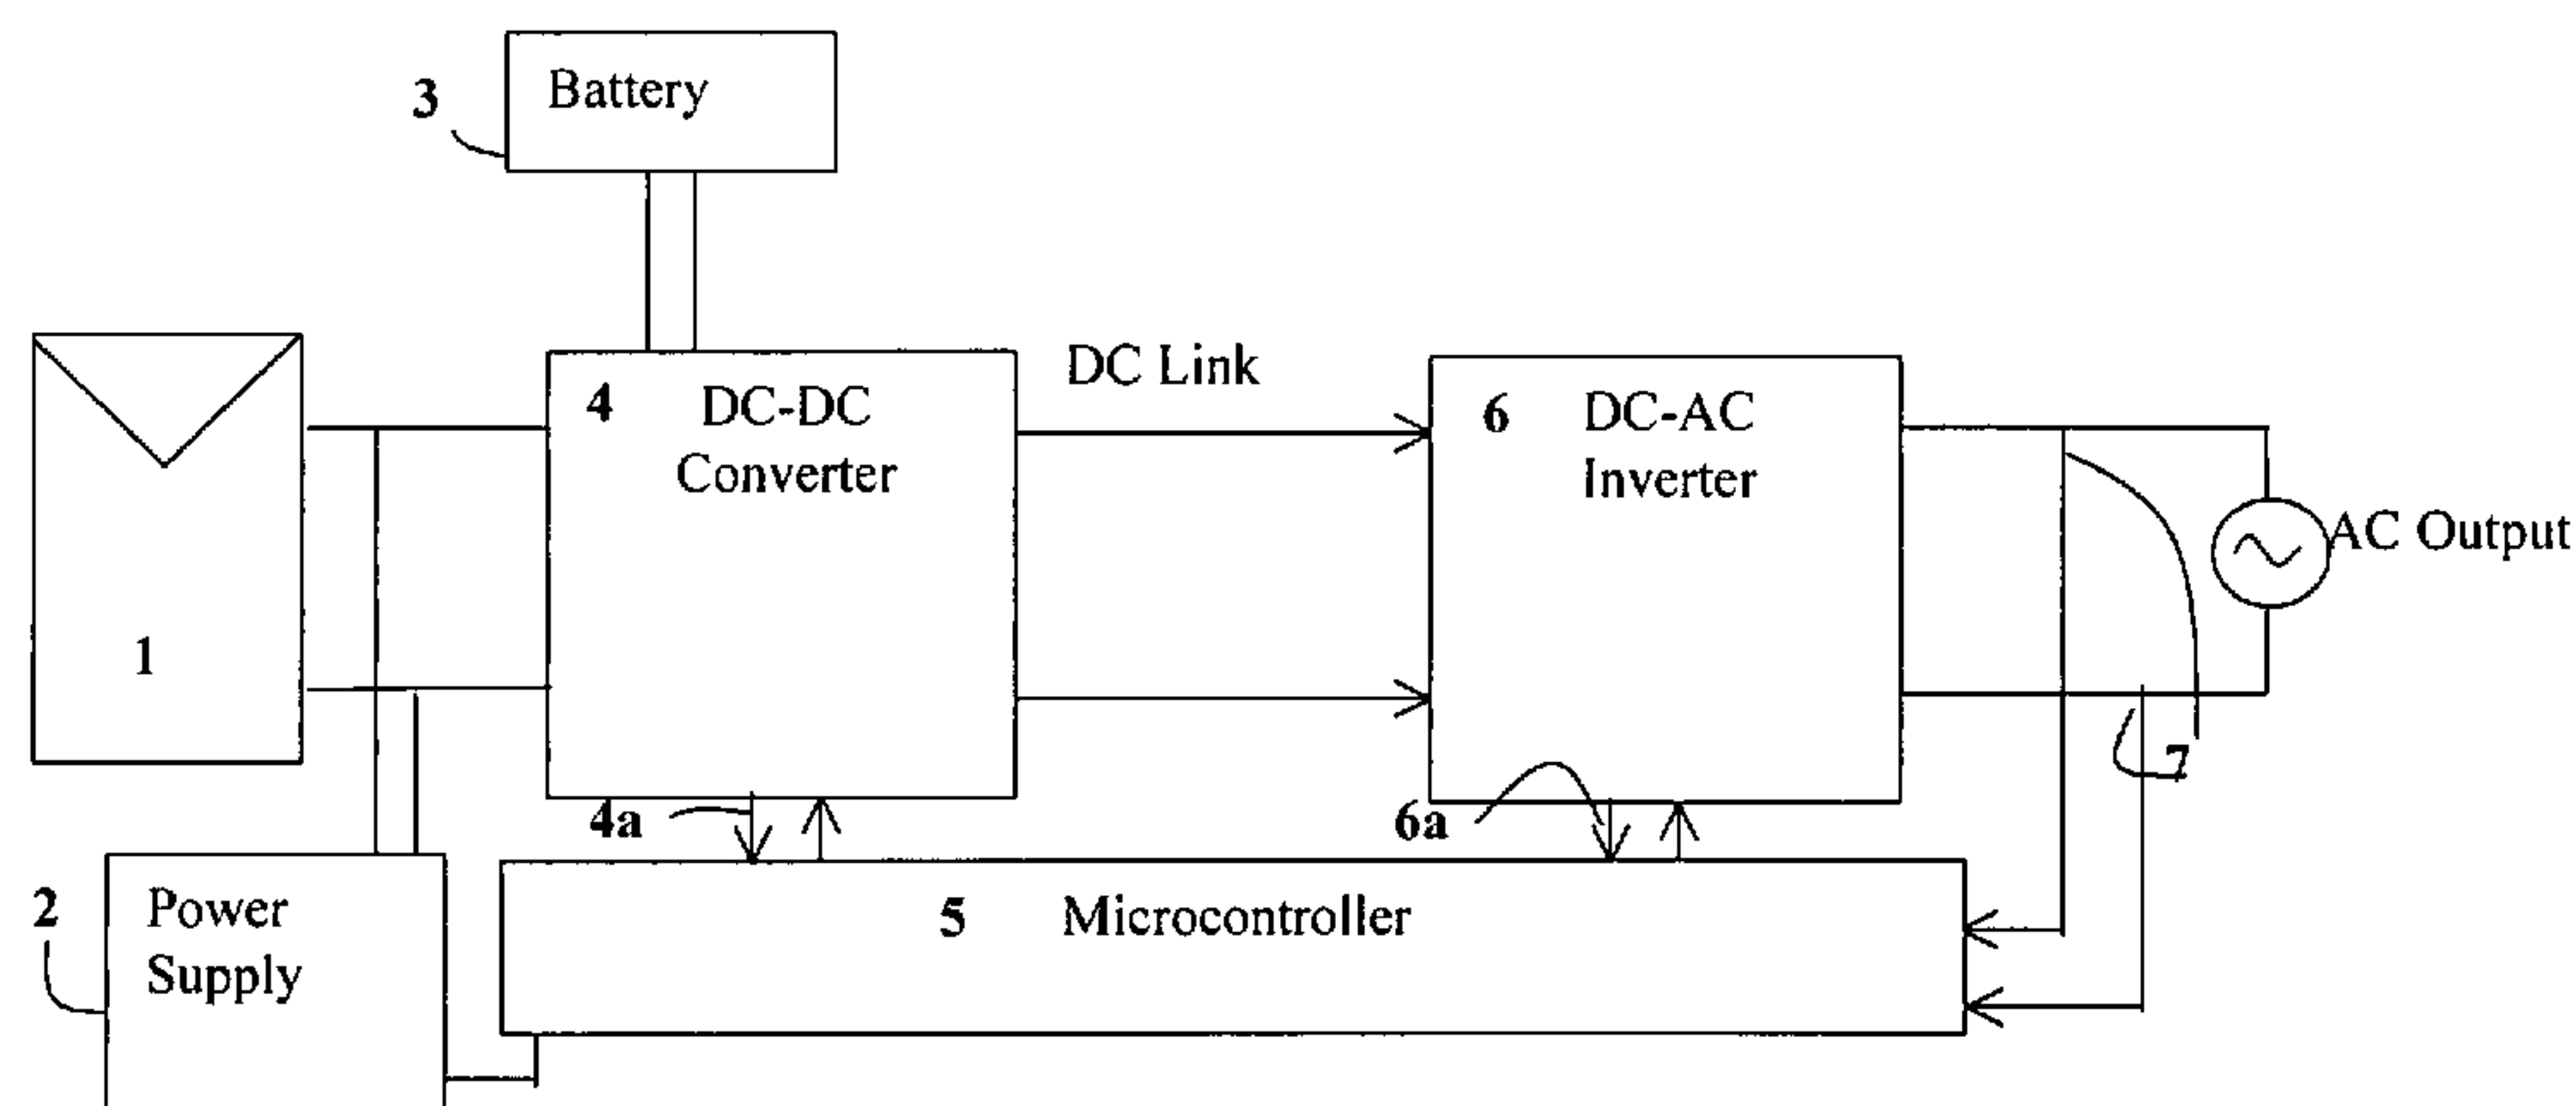 3
Battery
1
4
DC-DC
Converter
DC Link
6
DC-AC
Inverter
AC Output
7
4a
6a
2
Power
Supply
5 Microcontroller